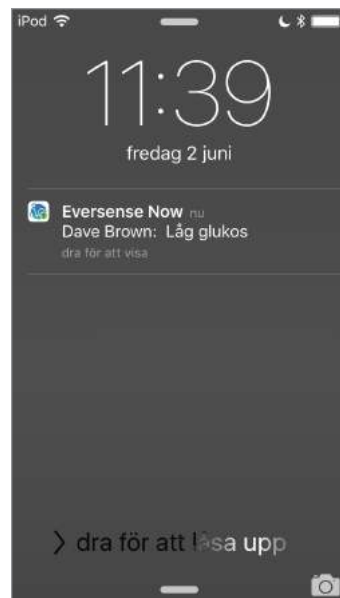 iPod
11:39
fredag 2 juni
Eversense Now nu
Dave Brown: Låg glukos
dra för att visa
> dra för att låsa upp